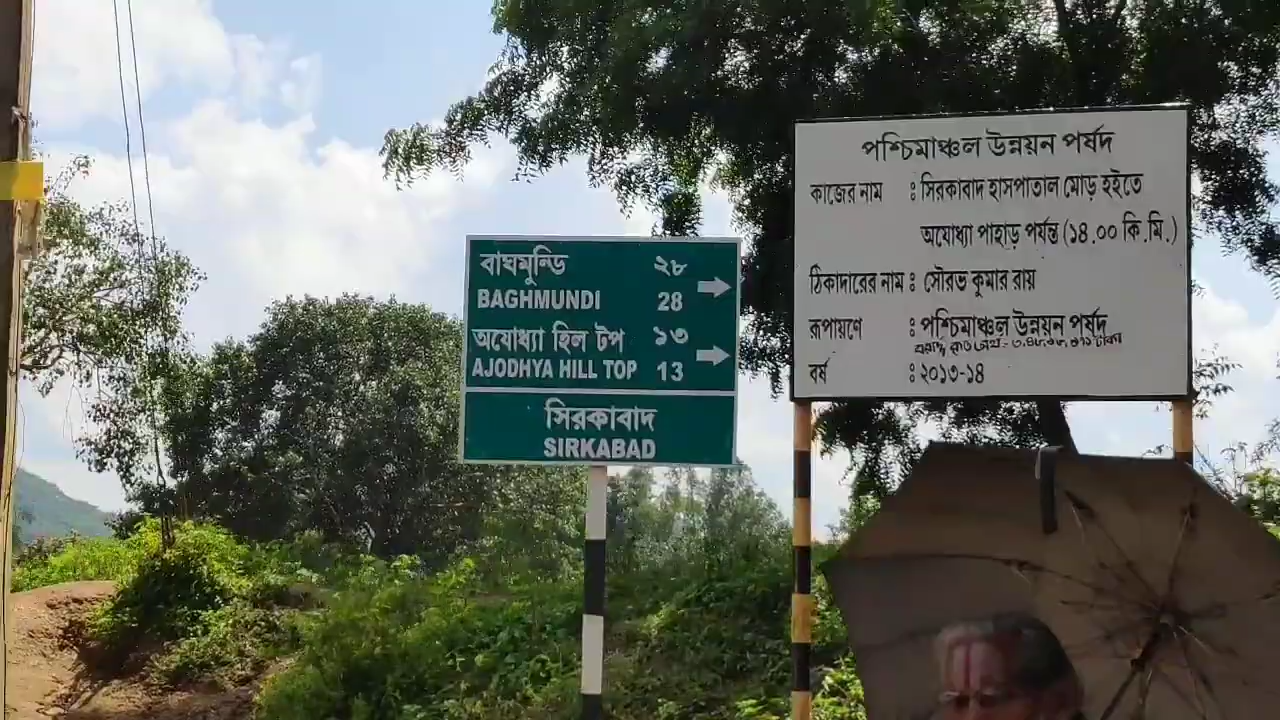 বাঘমুন্ডি ২৮
BAGHMUNDI 28
অযোধ্যা হিল টপ ১৩
AJODHYA HILL TOP 13
সিরকাবাদ
SIRKABAD
পশ্চিমাঞ্চল উন্নয়ন পর্ষদ
কাজের নাম : সিরকাবাদ হাসপাতাল মোড় হইতে
অযোধ্যা পাহাড় পর্যন্ত (১৪.০০ কি.মি.)
ঠিকাদারের নাম : সৌরভ কুমার রায়
রূপায়ণে : পশ্চিমাঞ্চল উন্নয়ন পর্ষদ
বর্ষ : ২০১৩-১৪